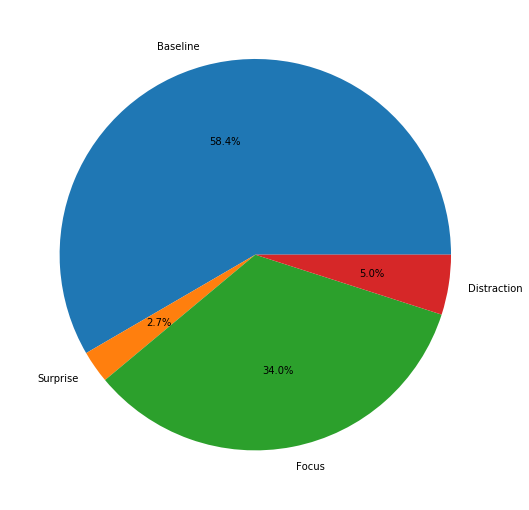 Baseline
58.4%
5.0%
Distraction
2.7%
Surprise
34.0%
Focus